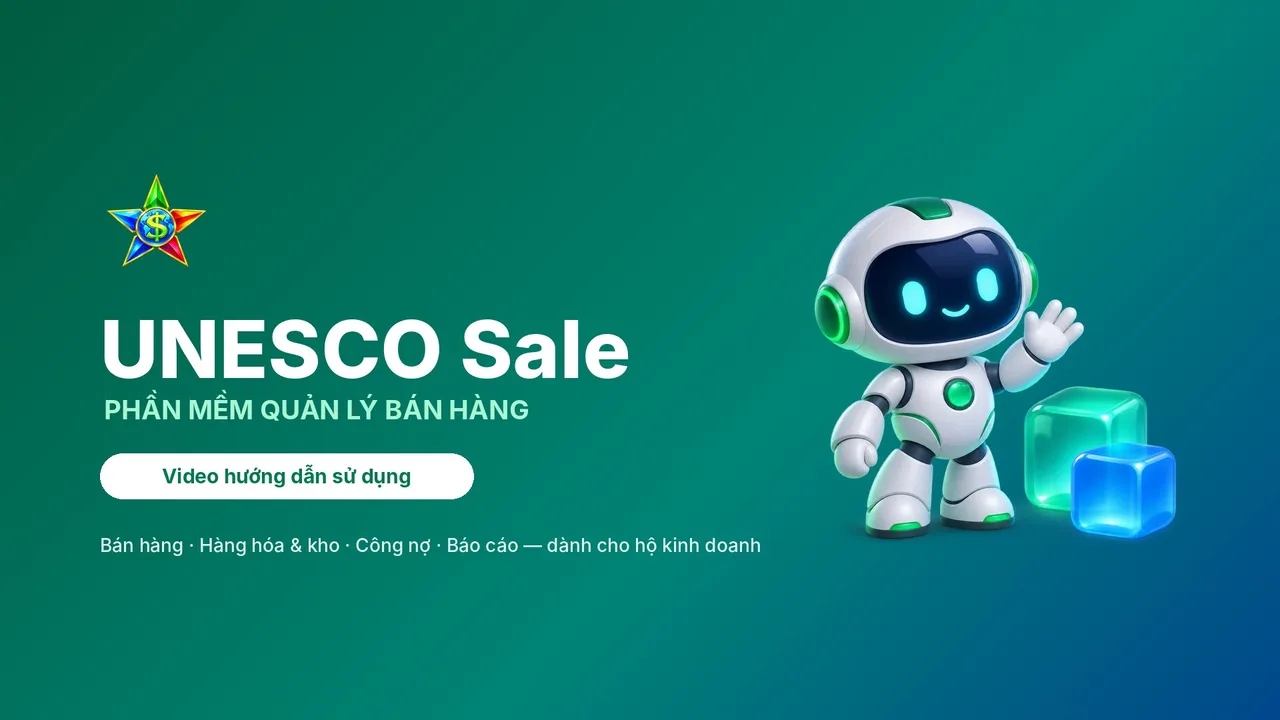 $
UNESCO Sale
PHẦN MỀM QUẢN LÝ BÁN HÀNG
Video hướng dẫn sử dụng
Bán hàng · Hàng hóa & kho · Công nợ · Báo cáo — dành cho hộ kinh doanh